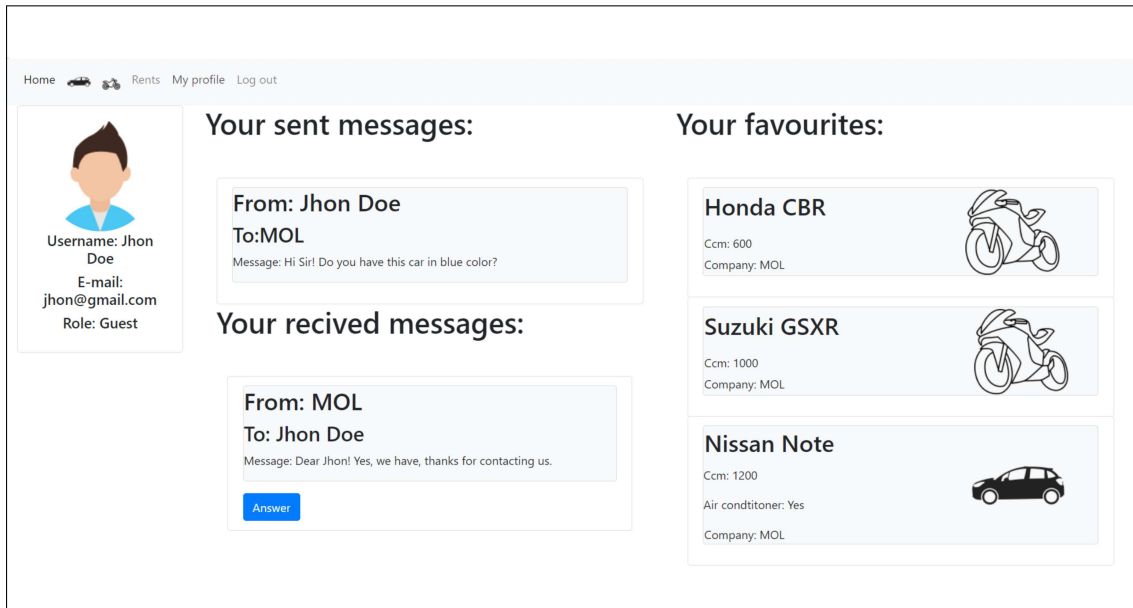 Home Rents My profile Log out
Username: Jhon
Doe
E-mail:
jhon@gmail.com
Role: Guest
Your sent messages:
From: Jhon Doe
To:MOL
Message: Hi Sir! Do you have this car in blue color?
Your recived messages:
From: MOL
To: Jhon Doe
Message: Dear Jhon! Yes, we have, thanks for contacting us.
Answer
Your favourites:
Honda CBR
Ccm: 600
Company: MOL
Suzuki GSXR
Ccm: 1000
Company: MOL
Nissan Note
Ccm: 1200
Air condtitoner: Yes
Company: MOL